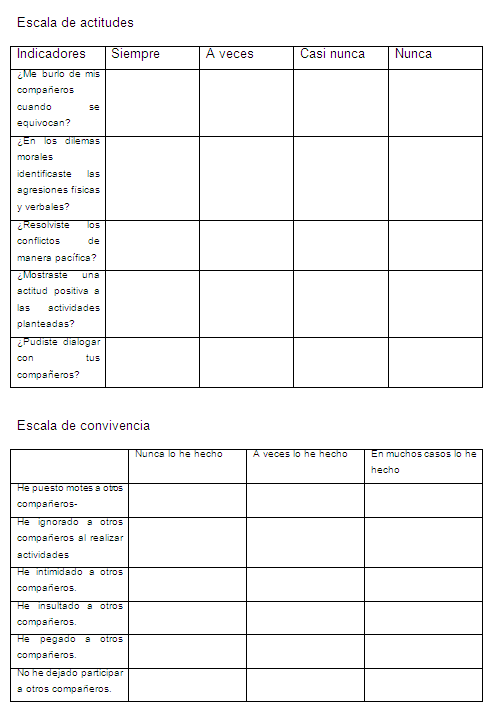 Escala de actitudes
Indicadores Siempre A veces Casi nunca Nunca
¿Me burlo de mis
compañeros
cuando se
equivocan?
¿En los dilemas
morales
identificaste las
agresiones físicas
y verbales?
¿Resolviste los
conflictos de
manera pacífica?
¿Mostraste una
actitud positiva a
las actividades
planteadas?
¿Pudiste dialogar
con tus
compañeros?
Escala de convivencia
Nunca lo he hecho A veces lo he hecho En muchos casos lo he
hecho
He puesto motes a otros
compañeros-
He ignorado a otros
compañeros al realizar
actividades
He intimidado a otros
compañeros.
He insultado a otros
compañeros.
He pegado a otros
compañeros.
No he dejado participar
a otros compañeros.